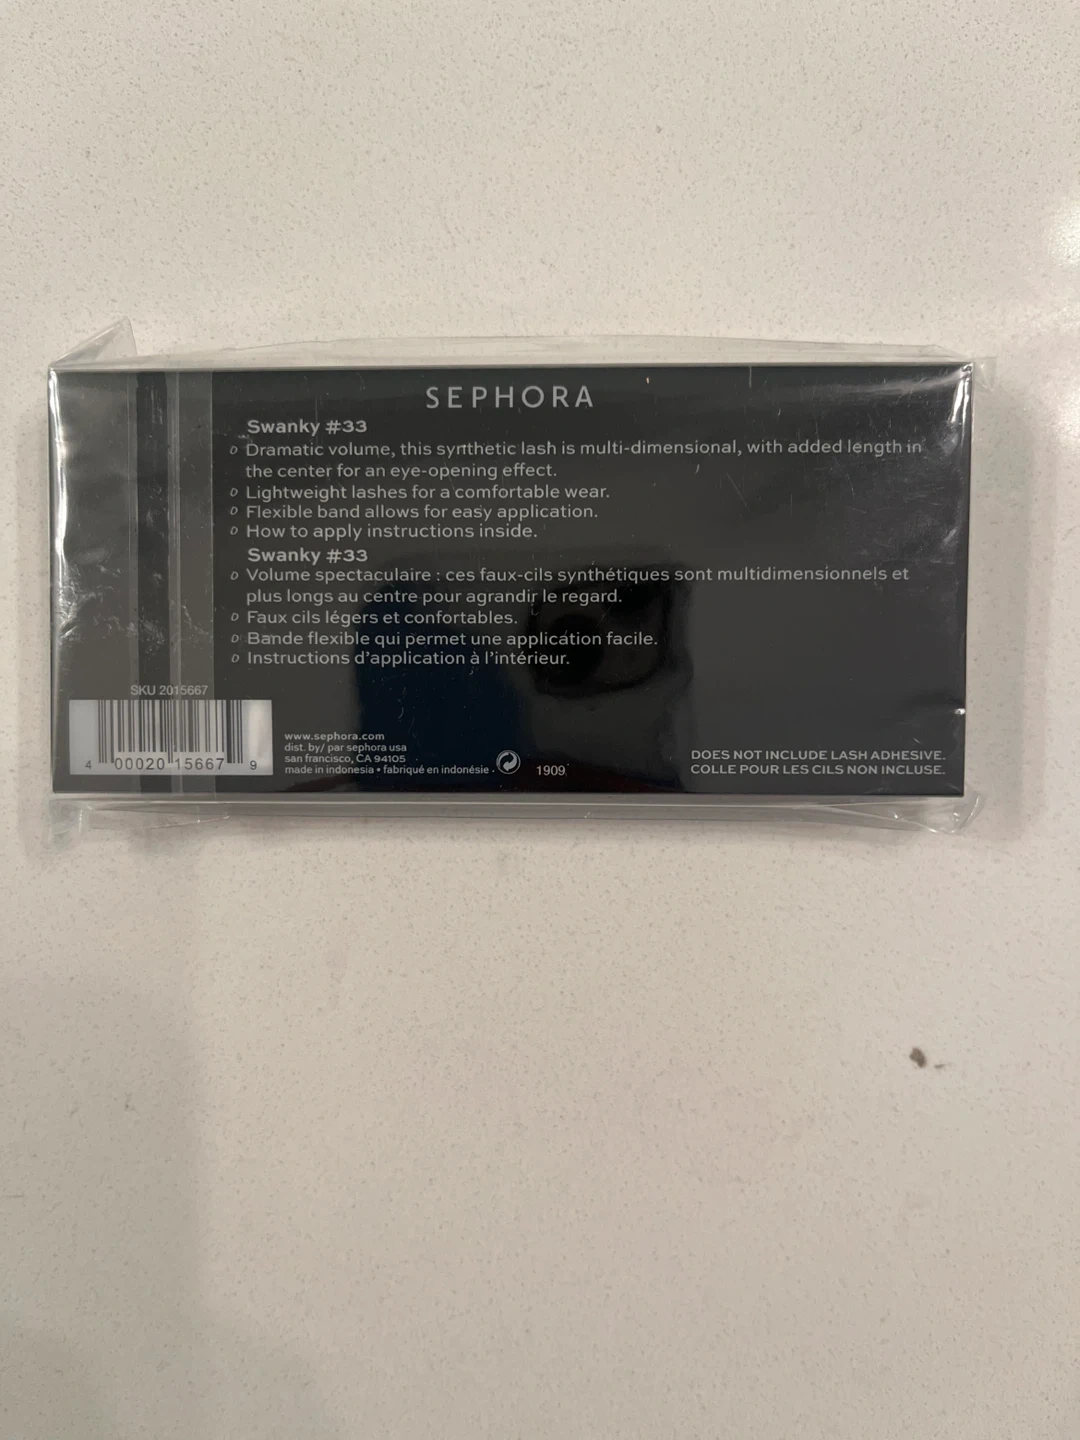 SEPHORA
Swanky #33
Dramatic volume, this synthetic lash is multi-dimensional, with added length in
the center for an eye-opening effect.
Lightweight lashes for a comfortable wear.
Flexible band allows for easy application.
How to apply instructions inside.
Swanky #33
Volume spectaculaire : ces faux-cils synthétiques sont multidimensionnels et
plus longs au centre pour agrandir le regard.
Faux cils légers et confortables.
Bande flexible qui permet une application facile.
Instructions d'application à l'intérieur.
SKU 2015667
4 00020 15667 9
www.sephora.com
dist. by/ par sephora usa
san francisco, CA 94105
made in indonesia • fabriqué en indonésie.
1909
DOES NOT INCLUDE LASH ADHESIVE.
COLLE POUR LES CILS NON INCLUSE.